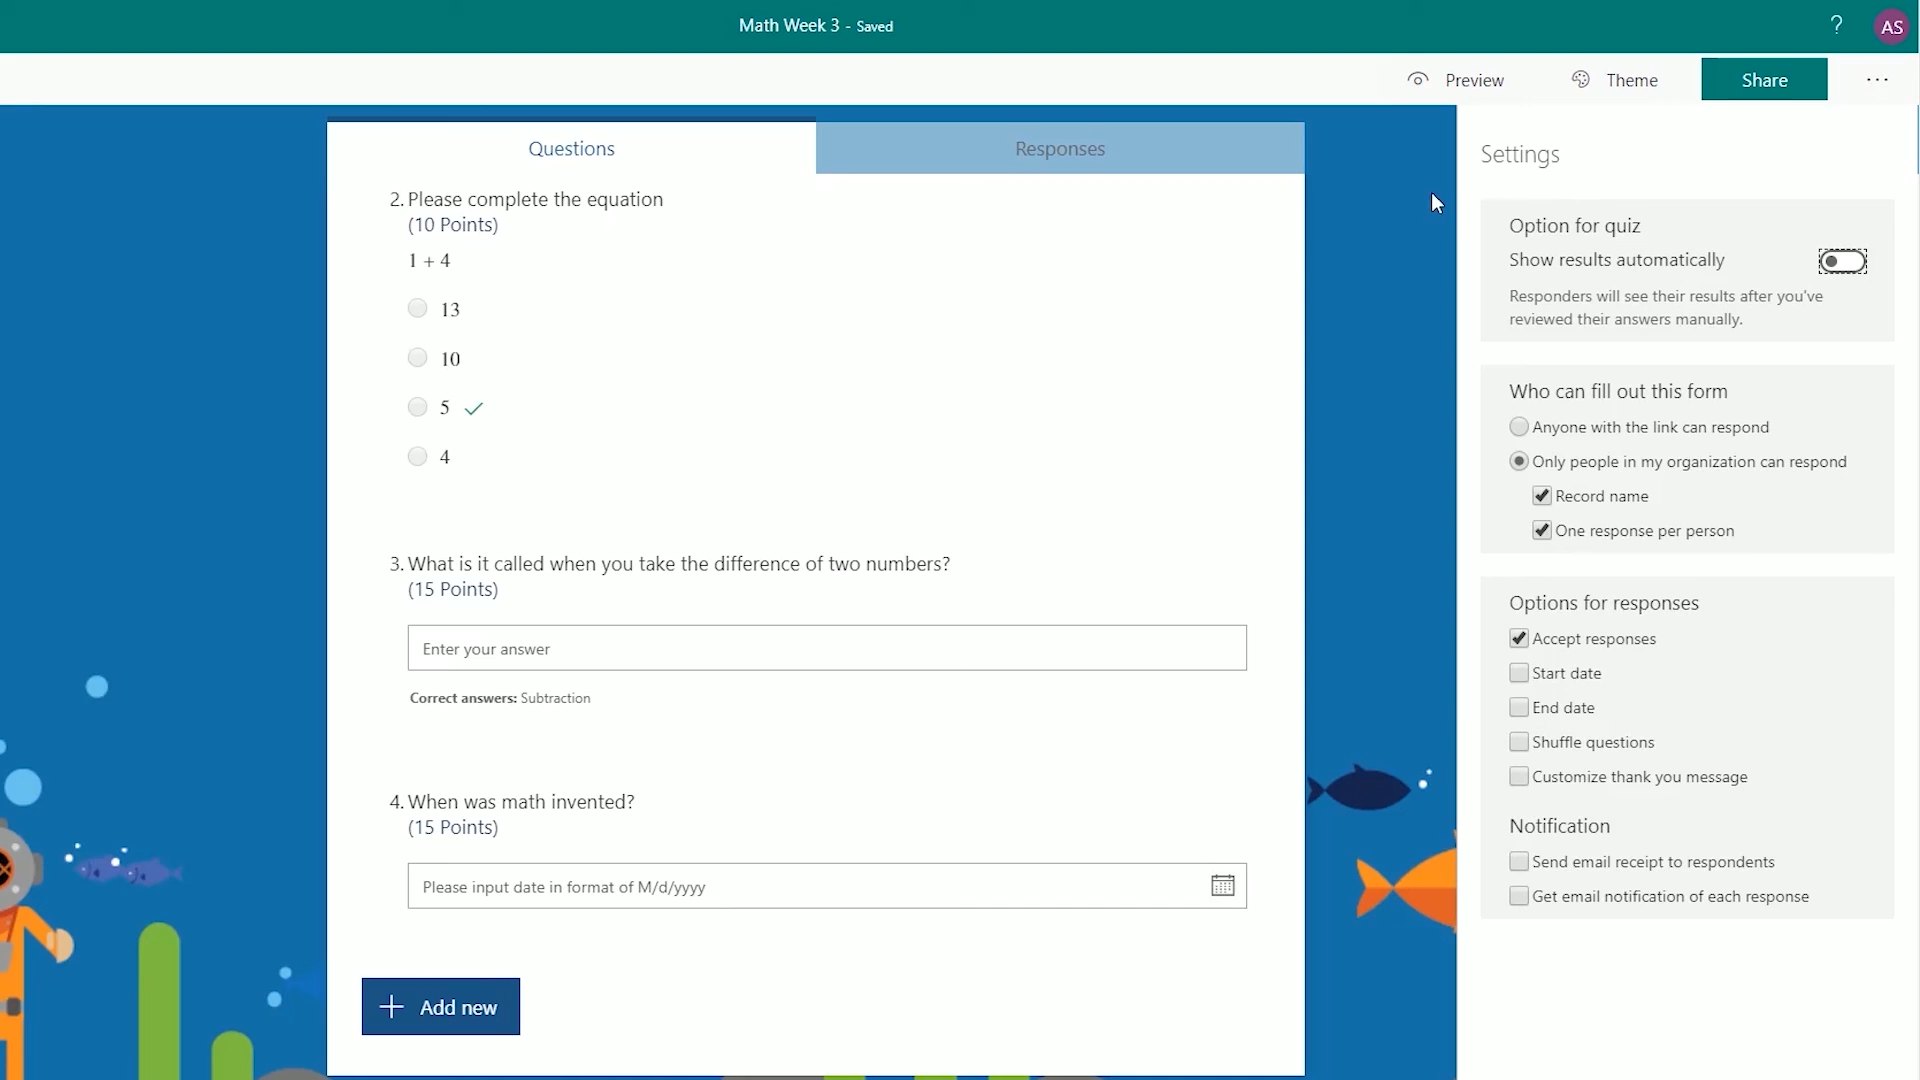 Math Week 3 - Saved
?
AS
Preview
Theme
Share
...
Questions
Responses
2. Please complete the equation
(10 Points)
1 + 4
13
10
5
4
3. What is it called when you take the difference of two numbers?
(15 Points)
Enter your answer
Correct answers: Subtraction
4. When was math invented?
(15 Points)
Please input date in format of M/d/yyyy
+ Add new
Settings
Option for quiz
Show results automatically
Responders will see their results after you've
reviewed their answers manually.
Who can fill out this form
Anyone with the link can respond
Only people in my organization can respond
Record name
One response per person
Options for responses
Accept responses
Start date
End date
Shuffle questions
Customize thank you message
Notification
Send email receipt to respondents
Get email notification of each response